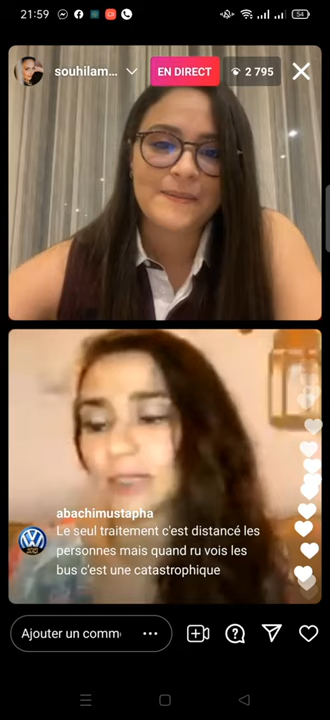 21:59
54
souhilam...
EN DIRECT
2 795
abachimustapha
Le seul traitement c'est distancé les
personnes mais quand ru vois les
bus c'est une catastrophique
Ajouter un comm